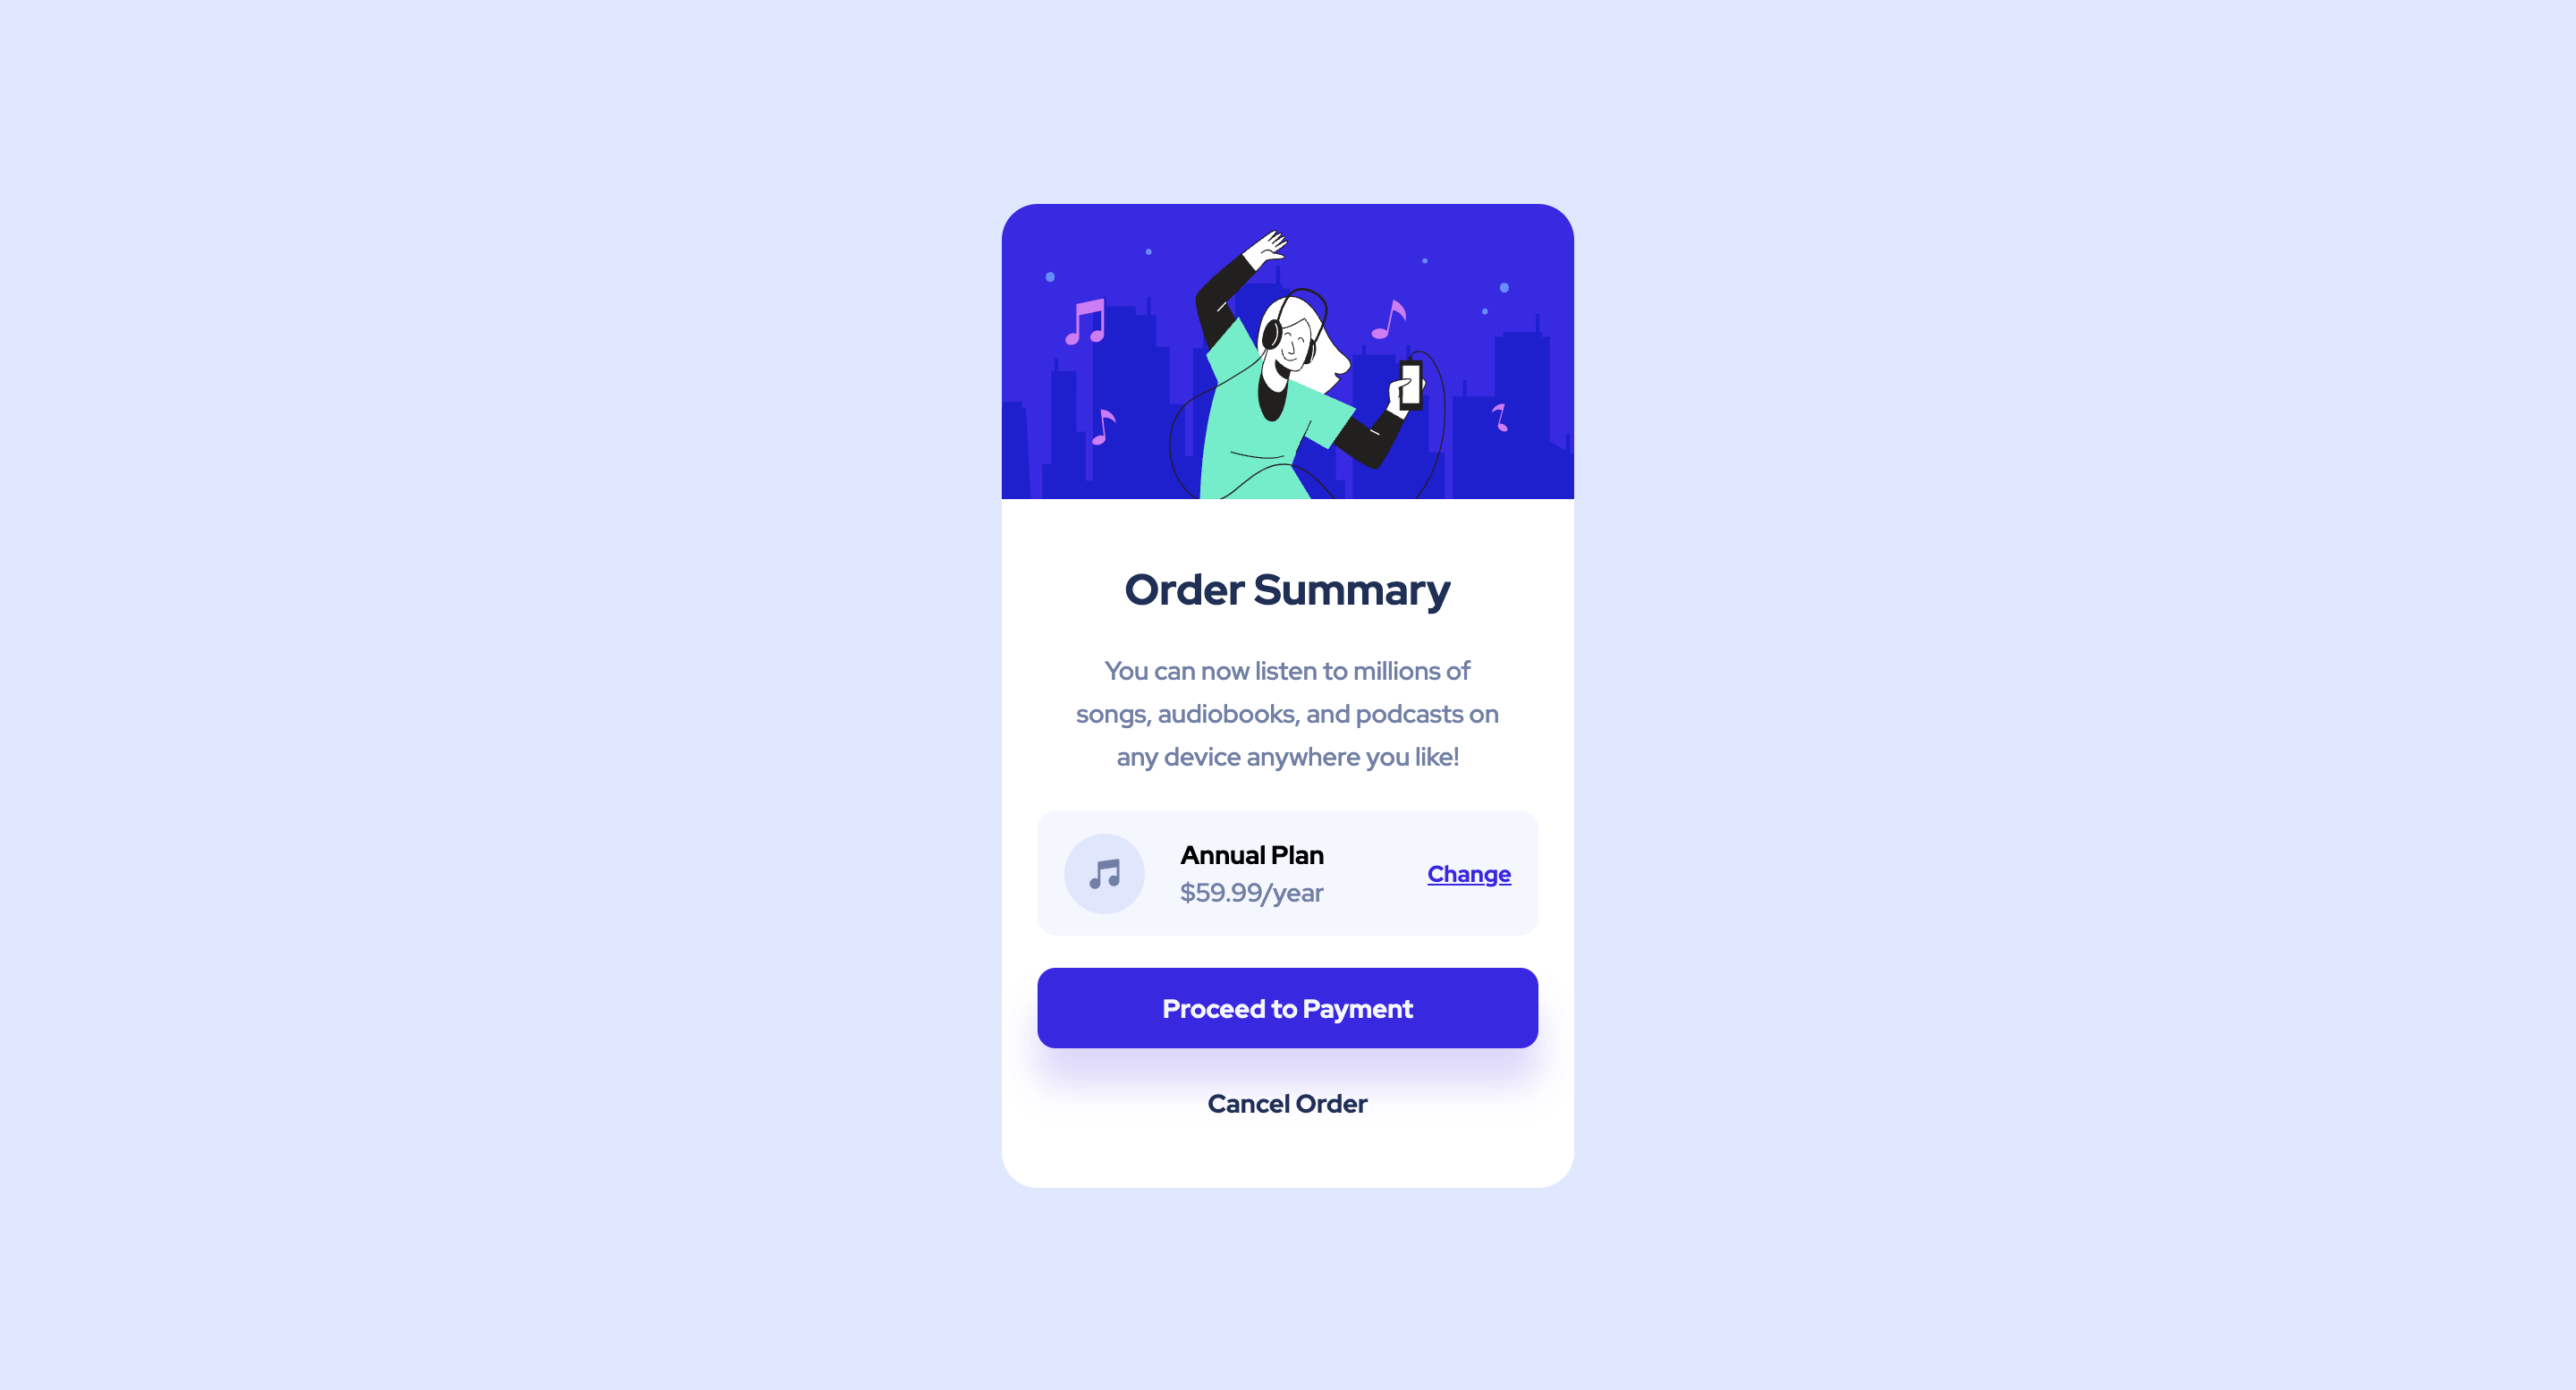 Order Summary
You can now listen to millions of
songs, audiobooks, and podcasts on
any device anywhere you like!
Annual Plan
$59.99/year
Change
Proceed to Payment
Cancel Order